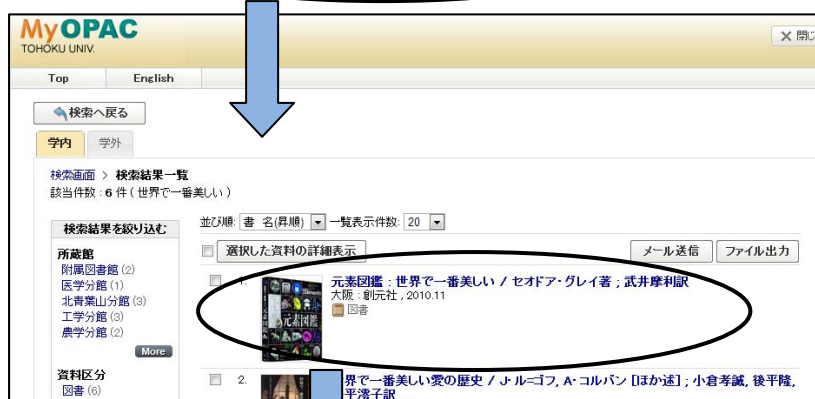 MyOPAC
TOHOKU UNIV.
× 閉じ
Top English
検索へ戻る
学内 学外
検索画面 > 検索結果一覧
該当件数 : 6 件 ( 世界で一番美しい )
検索結果を絞り込む
並び順: 書 名(昇順) 一覧表示件数: 20
選択した資料の詳細表示 メール送信 ファイル出力
所蔵館
附属図書館 (2)
医学分館 (1)
北青葉山分館 (3)
工学分館 (3)
農学分館 (2)
More
資料区分
図書 (6)
1.
元素図鑑
元素図鑑 : 世界で一番美しい / セオドア・グレイ著 ; 武井摩利訳
大阪 : 創元社 , 2010.11
図書
2.
界で一番美しい愛の歴史 / J・ル=ゴフ, A・コルバン [ほか述] ; 小倉孝誠, 後平隆,
平澪子訳